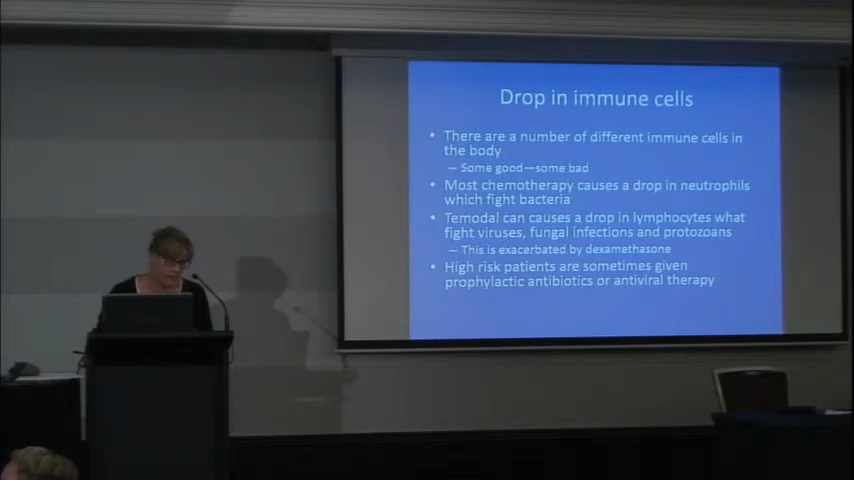 Drop in immune cells
• There are a number of different immune cells in
the body
– Some good—some bad
• Most chemotherapy causes a drop in neutrophils
which fight bacteria
• Temodal can causes a drop in lymphocytes what
fight viruses, fungal infections and protozoans
– This is exacerbated by dexamethasone
• High risk patients are sometimes given
prophylactic antibiotics or antiviral therapy